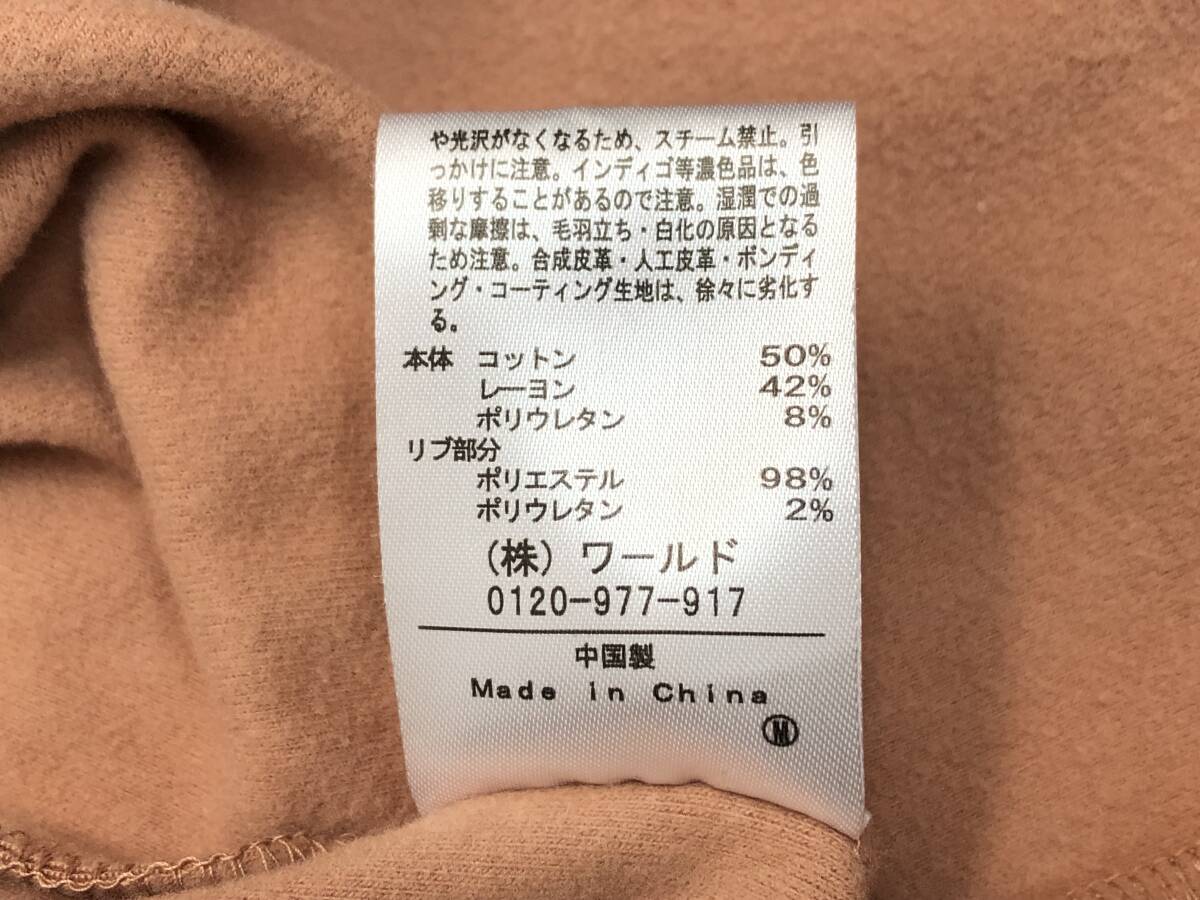 や光沢がなくなるため、スチーム禁止。引
っかけに注意。インディゴ等濃色品は、色
移りすることがあるので注意。湿潤での過
剰な摩擦は、毛羽立ち・白化の原因となる
ため注意。合成皮革・人工皮革・ボンディ
ング・コーティング生地は、徐々に劣化す
る。
本体 コットン 50%
レーヨン 42%
ポリウレタン 8%
リブ部分
ポリエステル 98%
ポリウレタン 2%
(株) ワールド
0120-977-917
中国製
Made in China
Ⓜ